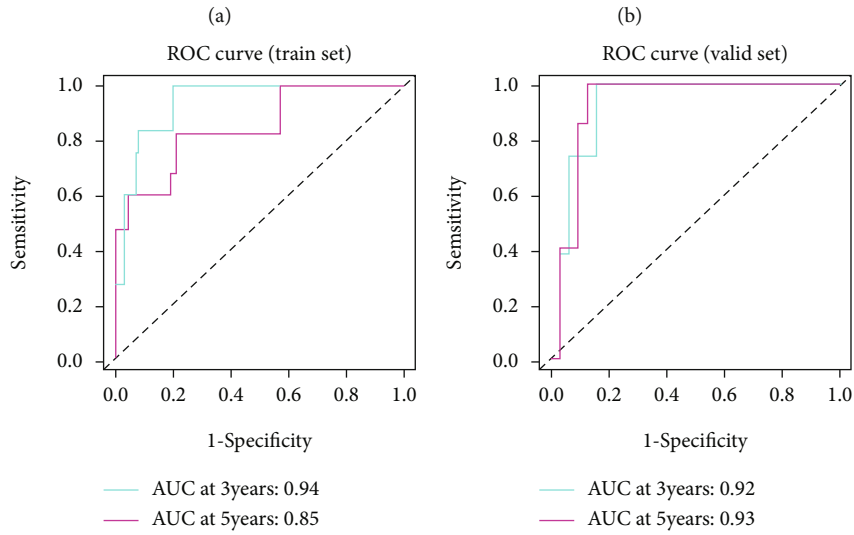 (a)
ROC curve (train set)
1.0
0.8
0.6
0.4
0.2
0.0
Semsitivity
0.0 0.2 0.4 0.6 0.8 1.0
1-Specificity
AUC at 3years: 0.94
AUC at 5years: 0.85
(b)
ROC curve (valid set)
1.0
0.8
0.6
0.4
0.2
0.0
Semsitivity
0.0 0.2 0.4 0.6 0.8 1.0
1-Specificity
AUC at 3years: 0.92
AUC at 5years: 0.93